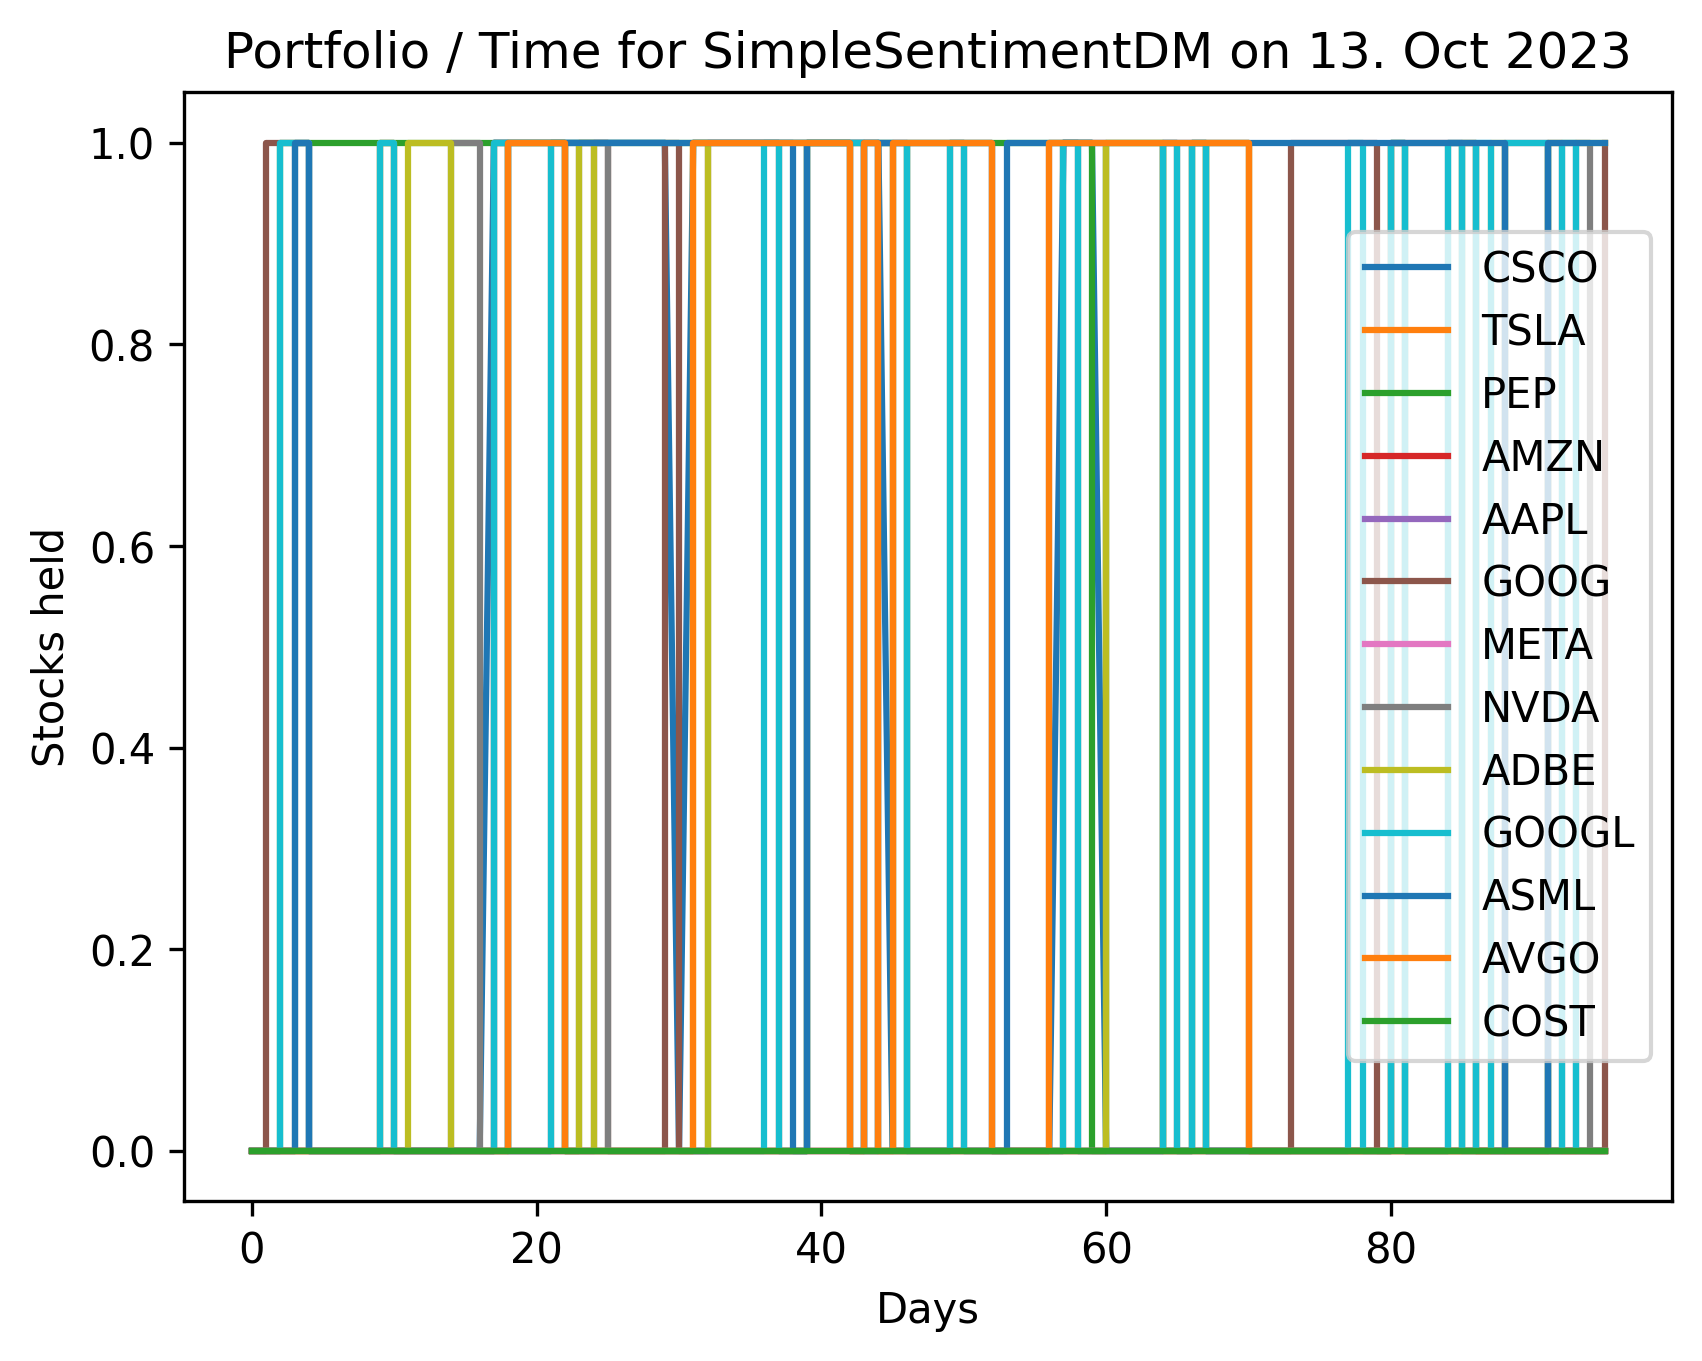 Portfolio / Time for SimpleSentimentDM on 13. Oct 2023
1.0
0.8
0.6
0.4
0.2
0.0
Stocks held
CSCO
TSLA
PEP
AMZN
AAPL
GOOG
META
NVDA
ADBE
GOOGL
ASML
AVGO
COST
0 20 40 60 80
Days